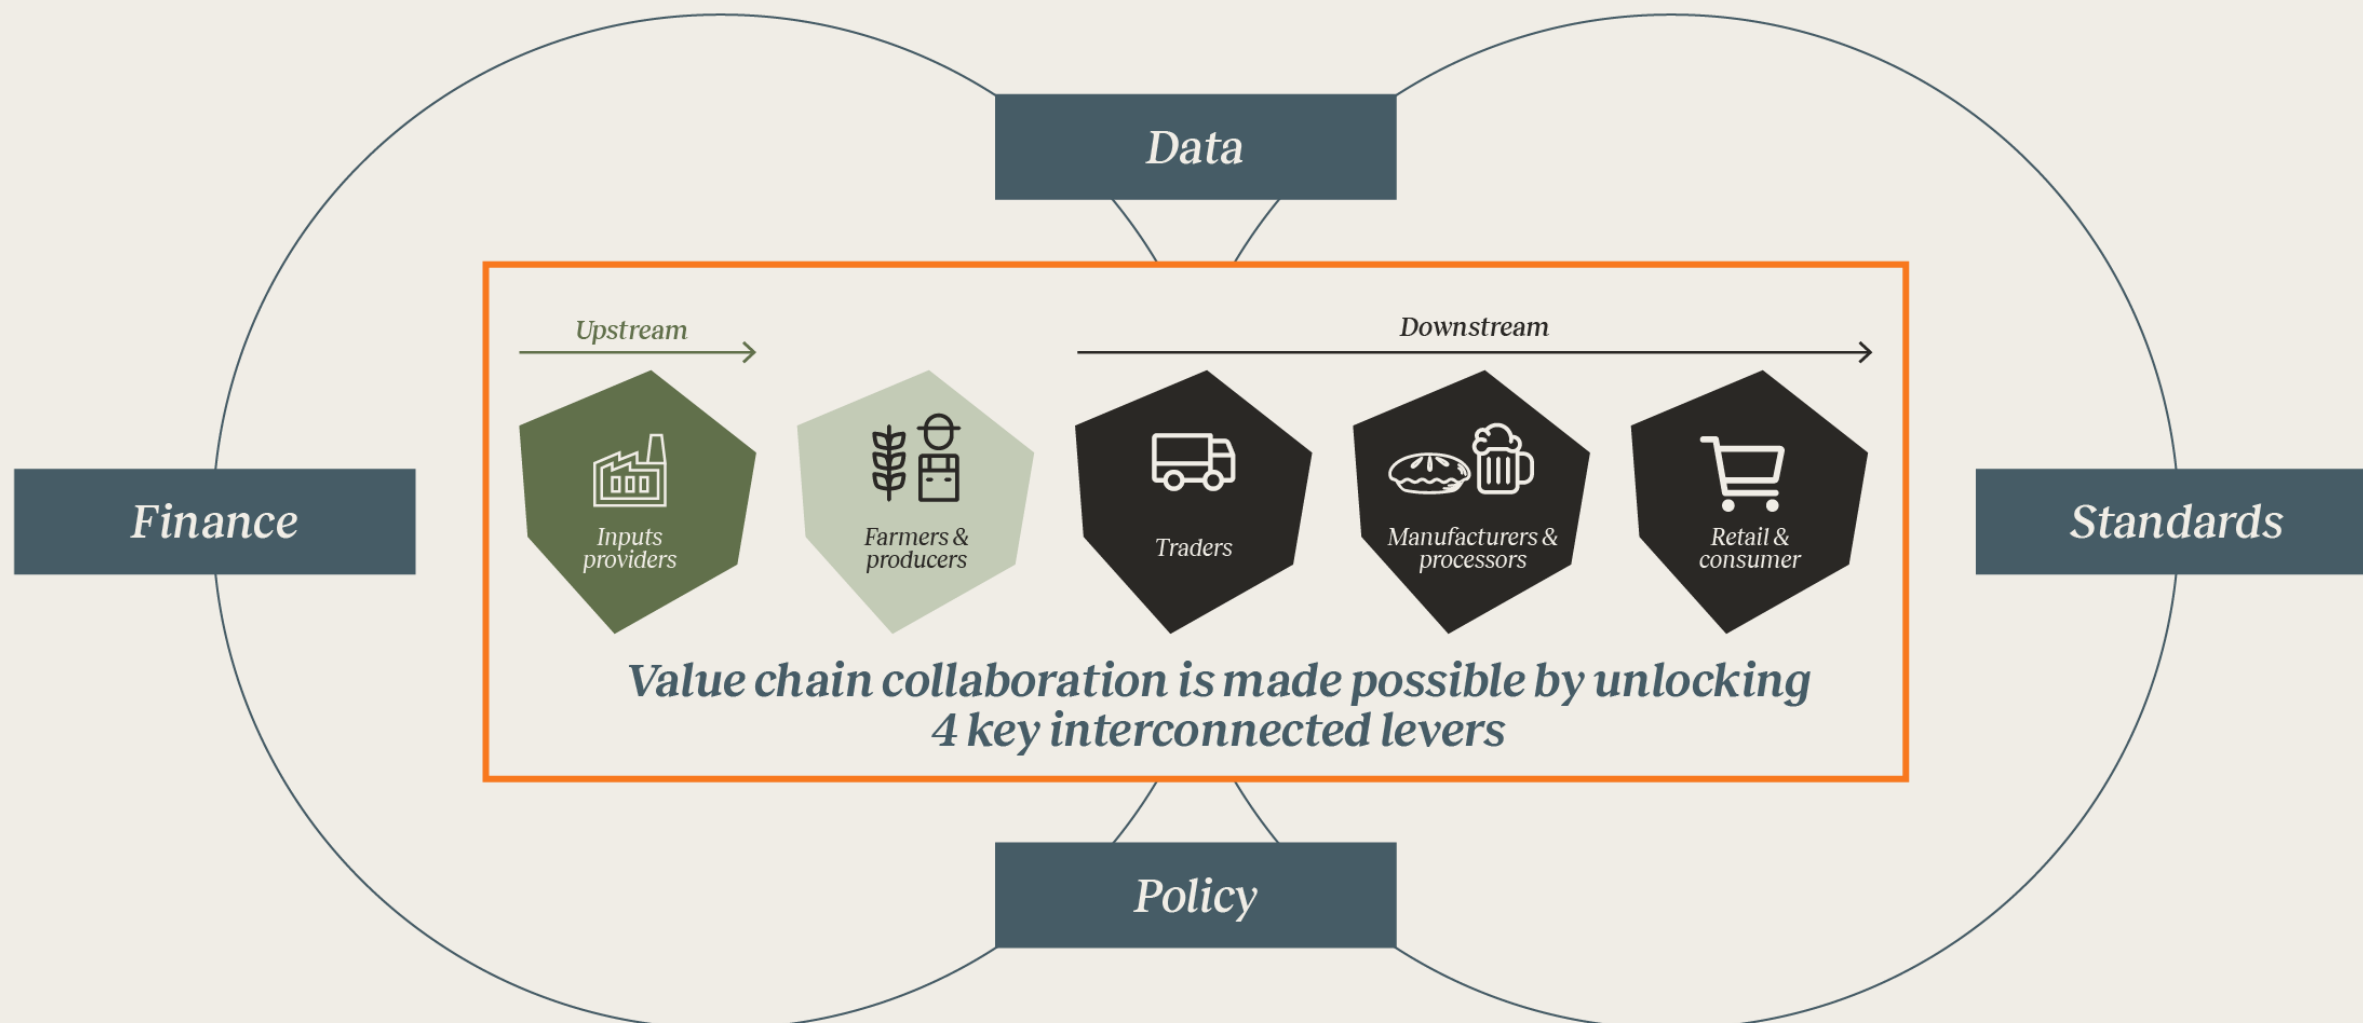 Data
Upstream
Downstream
Finance
Standards
Inputs
providers
Farmers &
producers
Traders
Manufacturers &
processors
Retail &
consumer
Value chain collaboration is made possible by unlocking
4 key interconnected levers
Policy